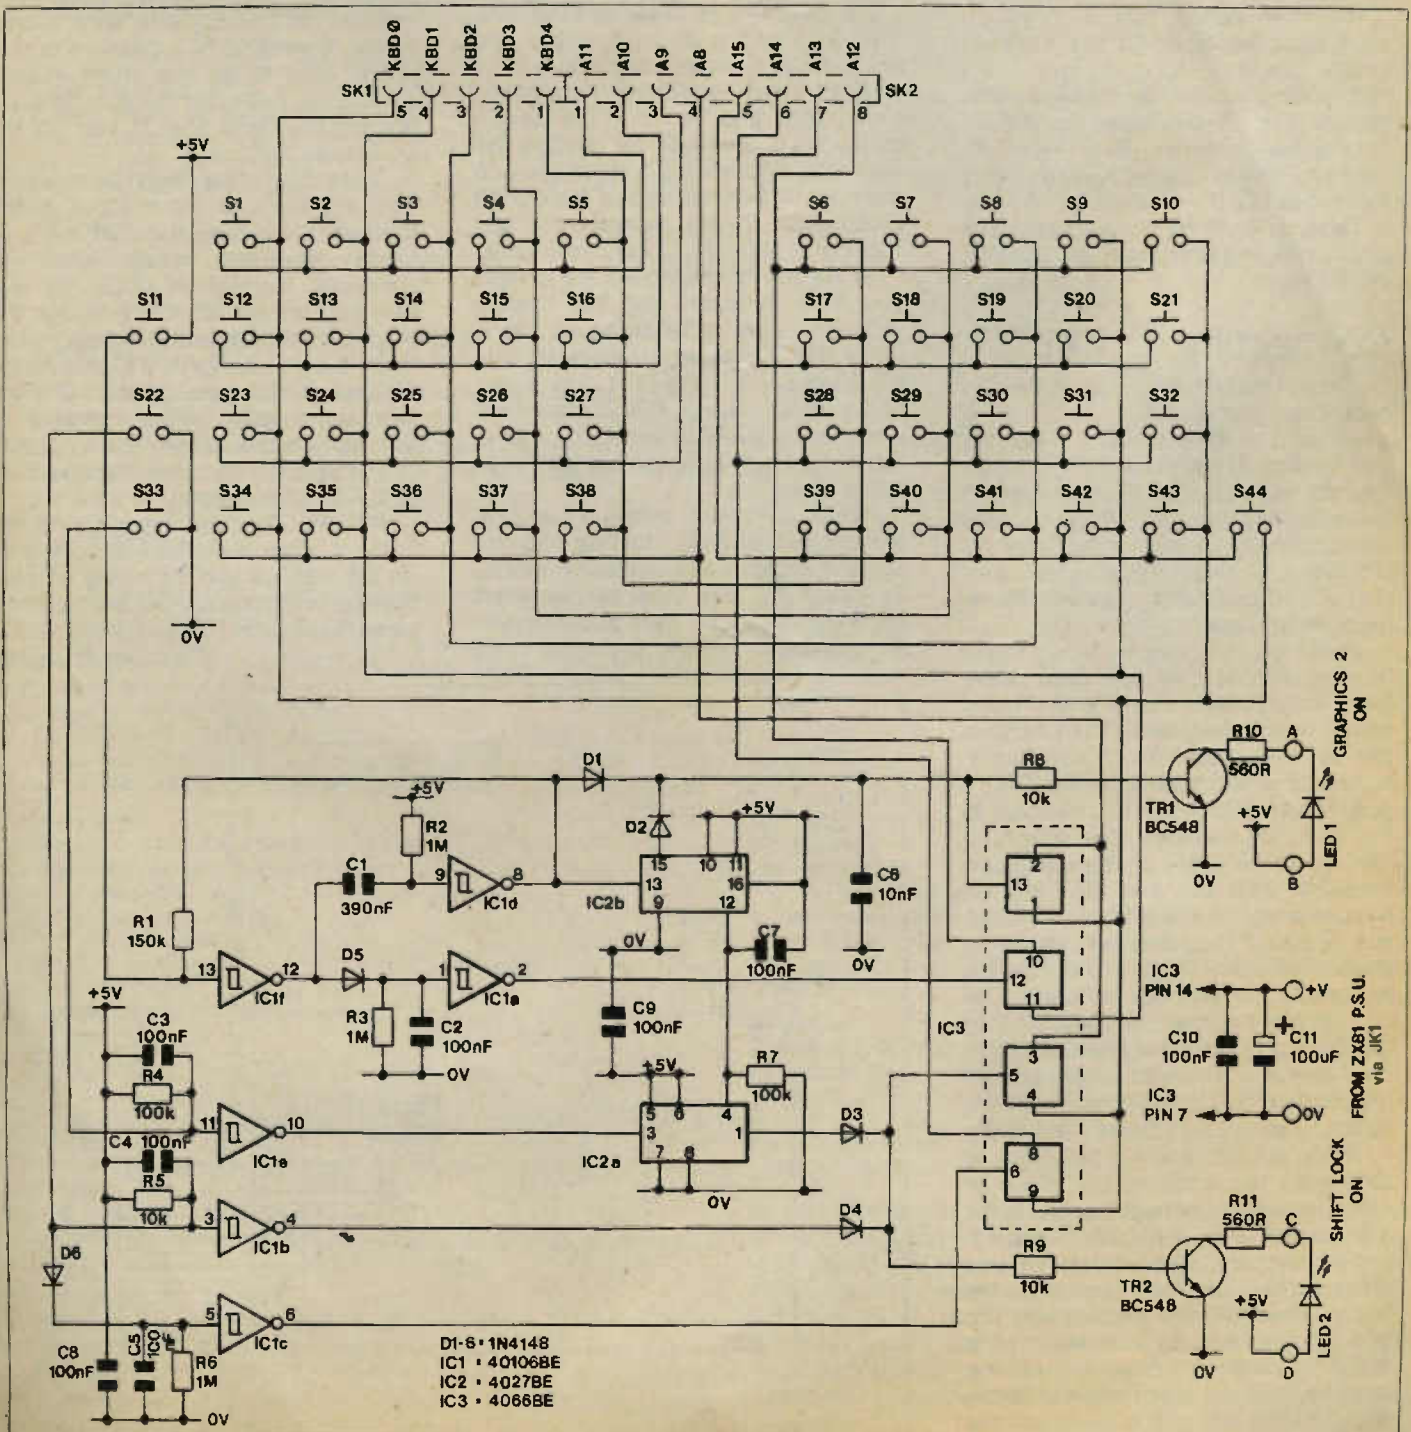 KBD0 KBD1 KBD2 KBD3 KBD4 A11 A10 A9 A8 A15 A14 A13 A12
SK1 SK2
5 4 3 2 1 1 2 3 4 5 6 7 8
+5V
S1 S2 S3 S4 S5 S6 S7 S8 S9 S10
S11 S12 S13 S14 S15 S16 S17 S18 S19 S20 S21
S22 S23 S24 S25 S26 S27 S28 S29 S30 S31 S32
S33 S34 S35 S36 S37 S38 S39 S40 S41 S42 S43 S44
0V
GRAPHICS 2
ON
R10
560R
A
TR1
BC548
+5V
LED 1
0V
B
D1
R8
10k
+5V
R2
1M
D2
+5V
C1
390nF
9 8
IC1d
15 10 11
13 16
9 12
IC2b
C6
10nF
0V
2
13
1
R1
150k
0V
C7
100nF
13 12
IC1f
D5
1 2
IC1a
10
12
11
+5V
R3
1M
C2
100nF
0V
C9
100nF
IC3
IC3
PIN 14
+V
C10
100nF
+
C11
100uF
IC3
PIN 7
0V
FROM ZX81 P.S.U.
via JK1
C3
100nF
R4
100k
11 10
IC1e
+5V
R7
100k
5 6 4
3 1
7 8
IC2a
0V
D3
3
5
4
8
6
9
C4 100nF
R5
10k
3 4
IC1b
D4
D6
R9
10k
SHIFT LOCK
ON
R11
560R
C
TR2
BC548
+5V
LED2
0V
D
5 6
IC1c
C8
100nF
C5
100
nF
R6
1M
0V
D1-6 = 1N4148
IC1 = 40106BE
IC2 = 4027BE
IC3 = 4066BE